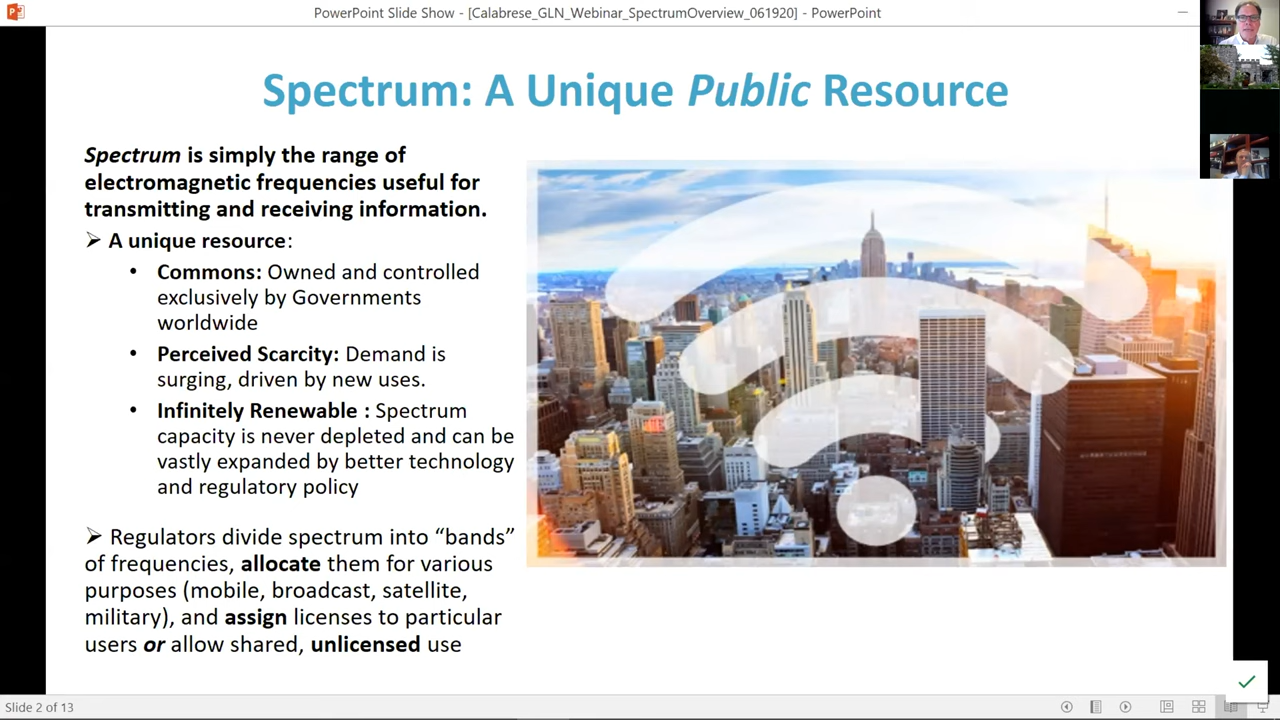 PowerPoint Slide Show - [Calabrese_GLN_Webinar_SpectrumOverview_061920] - PowerPoint
Spectrum: A Unique Public Resource
Spectrum is simply the range of
electromagnetic frequencies useful for
transmitting and receiving information.
➢ A unique resource:
• Commons: Owned and controlled
exclusively by Governments
worldwide
• Perceived Scarcity: Demand is
surging, driven by new uses.
• Infinitely Renewable : Spectrum
capacity is never depleted and can be
vastly expanded by better technology
and regulatory policy
➢ Regulators divide spectrum into “bands”
of frequencies, allocate them for various
purposes (mobile, broadcast, satellite,
military), and assign licenses to particular
users or allow shared, unlicensed use
Slide 2 of 13